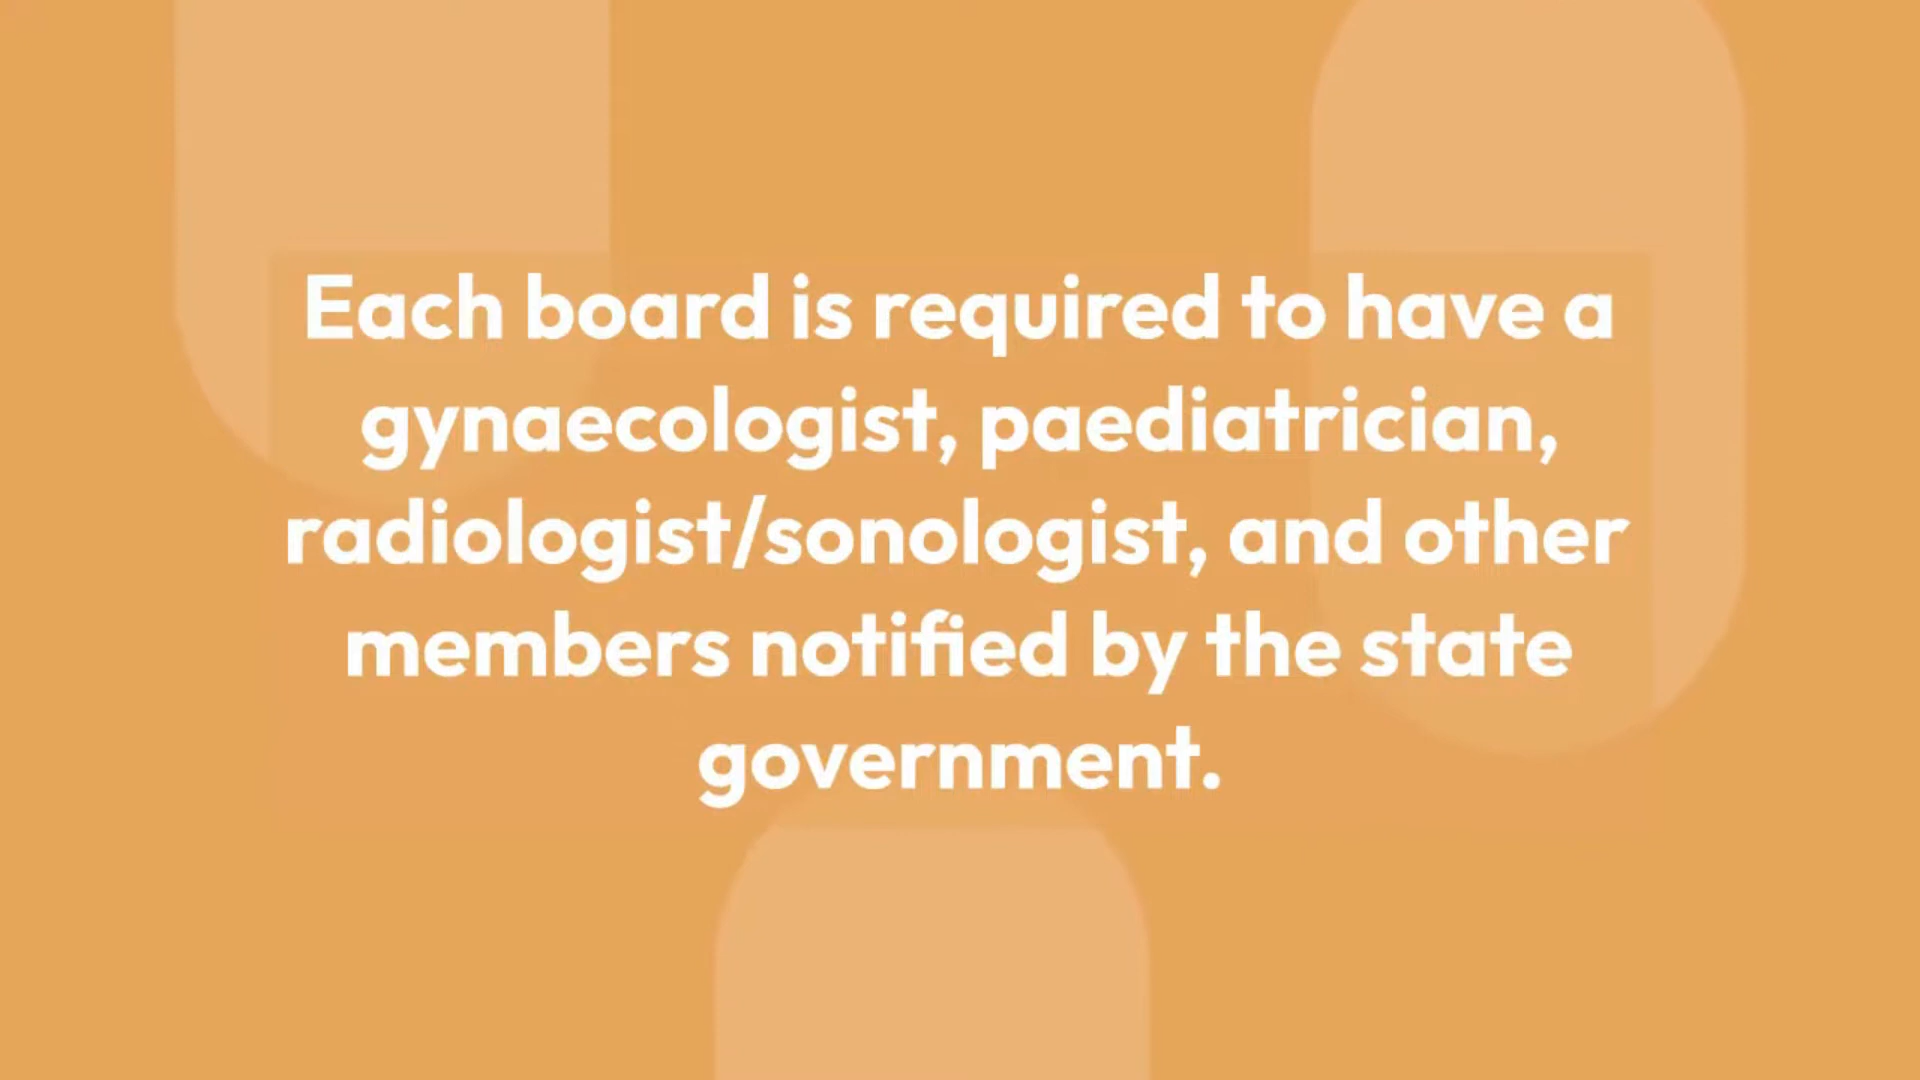 Each board is required to have a
gynaecologist, paediatrician,
radiologist/sonologist, and other
members notified by the state
government.